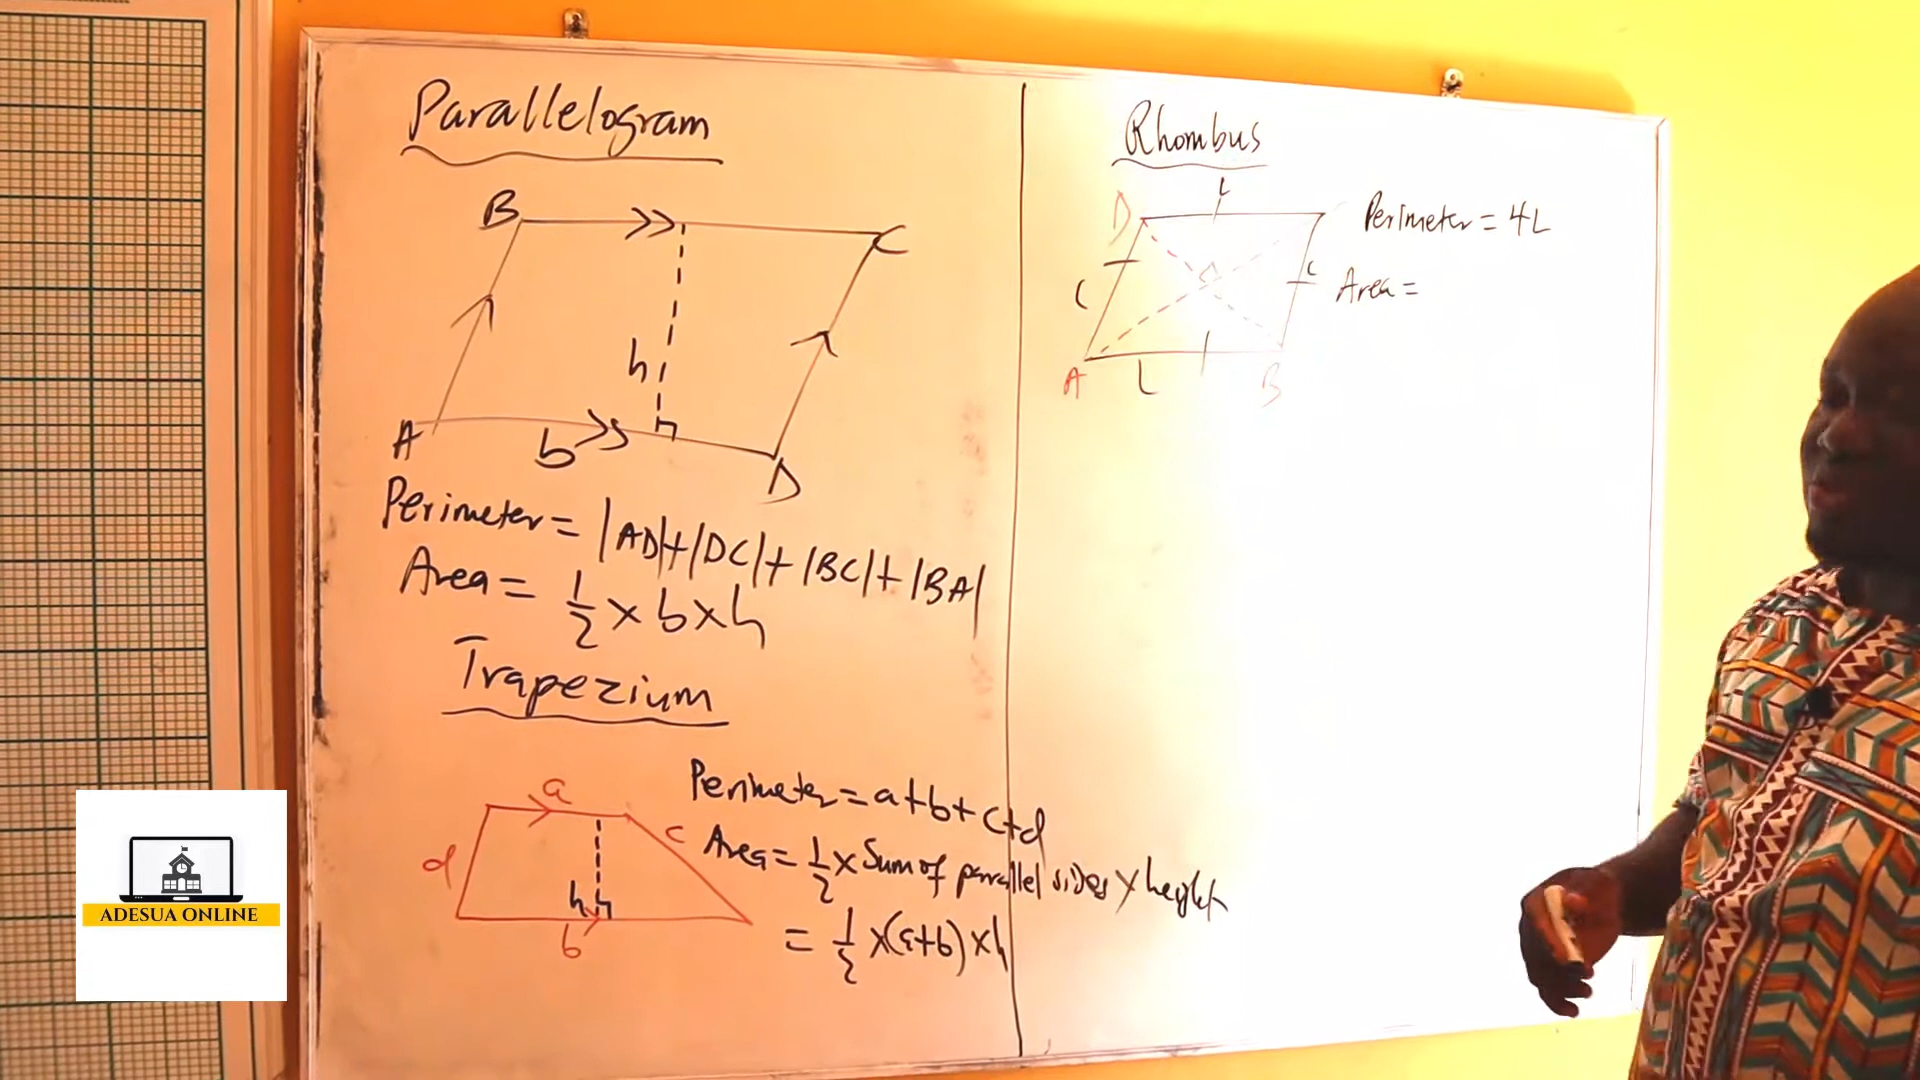 Parallelogram
B
C
h
A
b
D
Perimeter = |AD|+|DC|+|BC|+|BA|
Area = 1/2 x b x h
Trapezium
a
d
c
h
b
Perimeter = a+b+c+d
Area = 1/2 x Sum of parallel sides x height
= 1/2 x (a+b) x h
Rhombus
L
D
Perimeter = 4L
L
L
Area =
A
L
B
ADESUA ONLINE